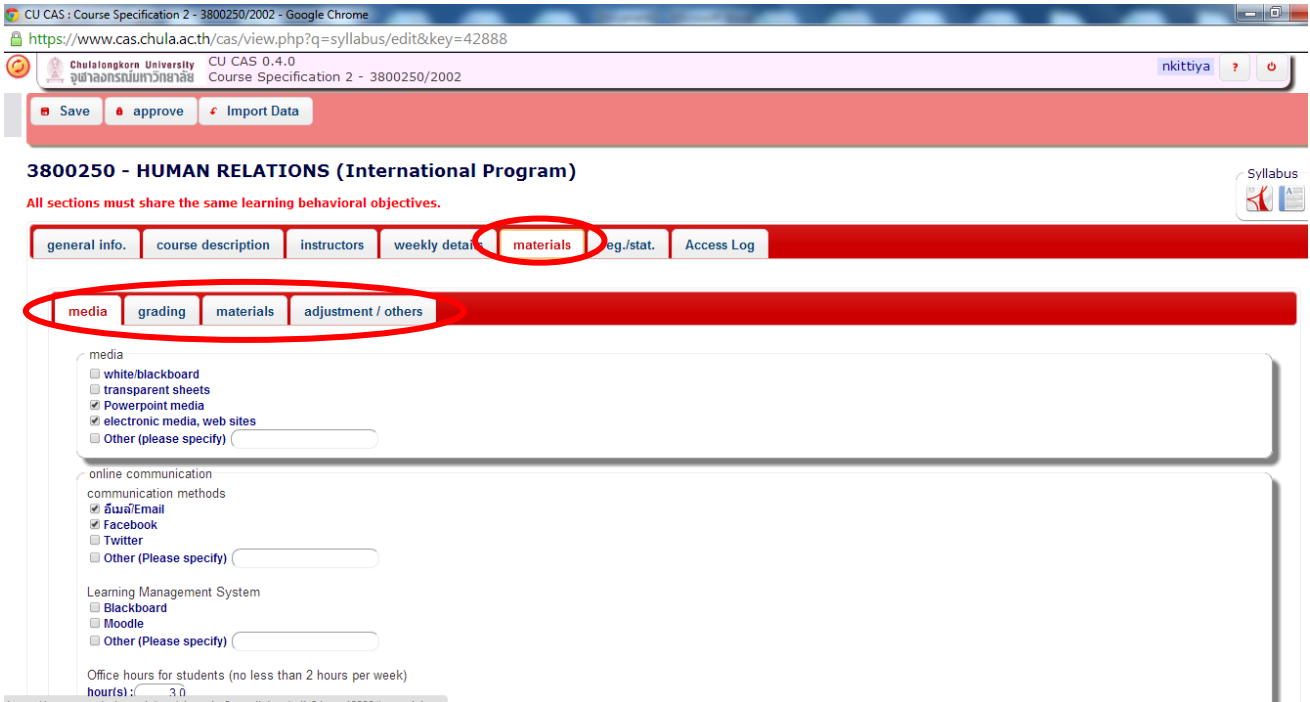 CU CAS : Course Specification 2 - 3800250/2002 - Google Chrome
https://www.cas.chula.ac.th/cas/view.php?q=syllabus/edit&key=42888
Chulalongkorn University CU CAS 0.4.0
จุฬาลงกรณ์มหาวิทยาลัย Course Specification 2 - 3800250/2002
nkittiya ?
Save approve Import Data
3800250 - HUMAN RELATIONS (International Program)
Syllabus
All sections must share the same learning behavioral objectives.
general info. course description instructors weekly details materials eg./stat. Access Log
media grading materials adjustment / others
media
white/blackboard
transparent sheets
Powerpoint media
electronic media, web sites
Other (please specify)
online communication
communication methods
อีเมล์/Email
Facebook
Twitter
Other (Please specify)
Learning Management System
Blackboard
Moodle
Other (Please specify)
Office hours for students (no less than 2 hours per week)
hour(s) : 3.0